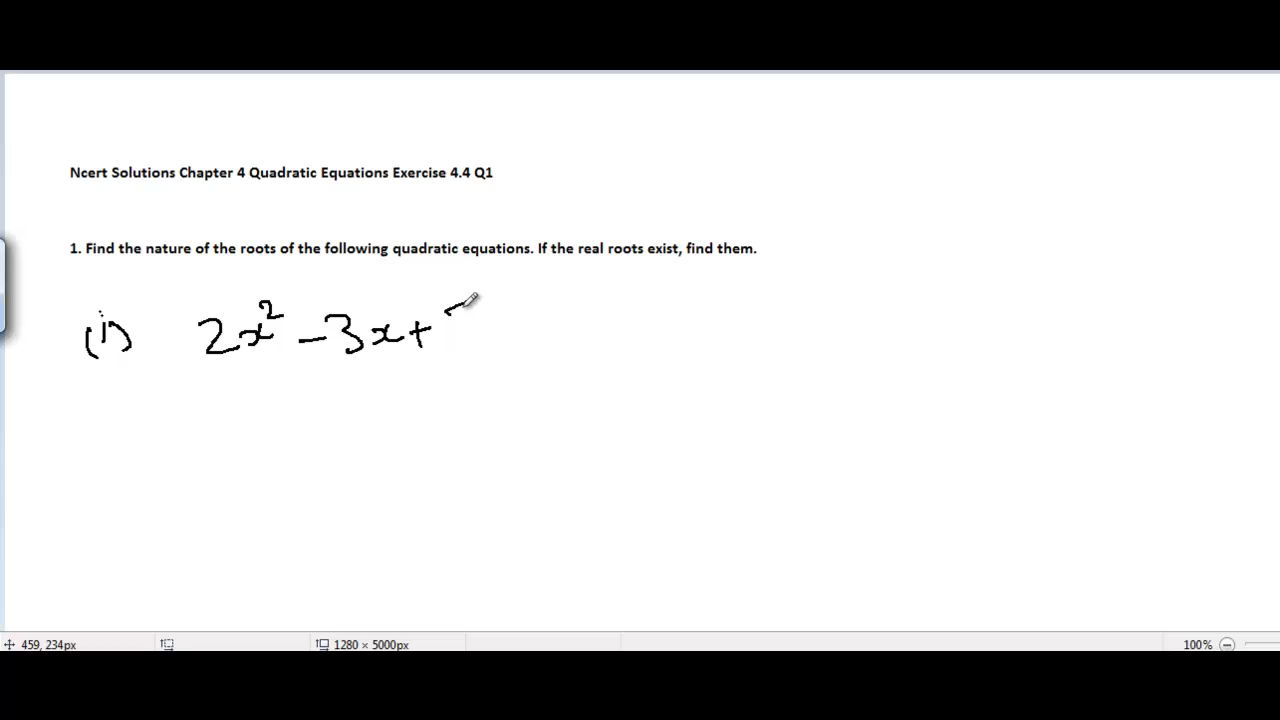 Ncert Solutions Chapter 4 Quadratic Equations Exercise 4.4 Q1
1. Find the nature of the roots of the following quadratic equations. If the real roots exist, find them.
(i) 2x² -3x+
459, 234px 1280 × 5000px 100%